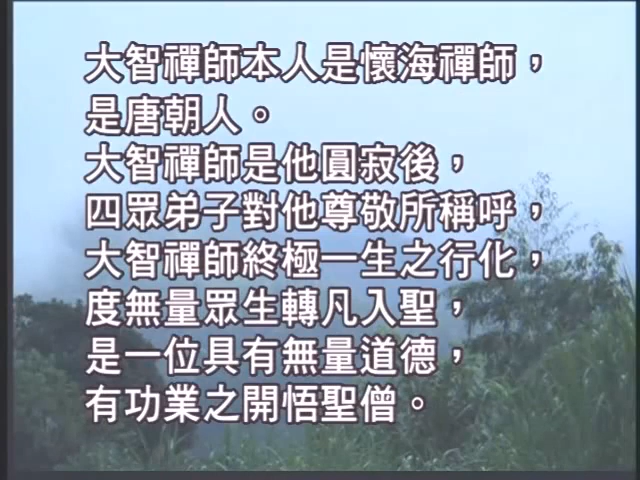 大智禪師本人是懷海禪師，
是唐朝人。
大智禪師是他圓寂後，
四眾弟子對他尊敬所稱呼，
大智禪師終極一生之行化，
度無量眾生轉凡入聖，
是一位具有無量道德，
有功業之開悟聖僧。